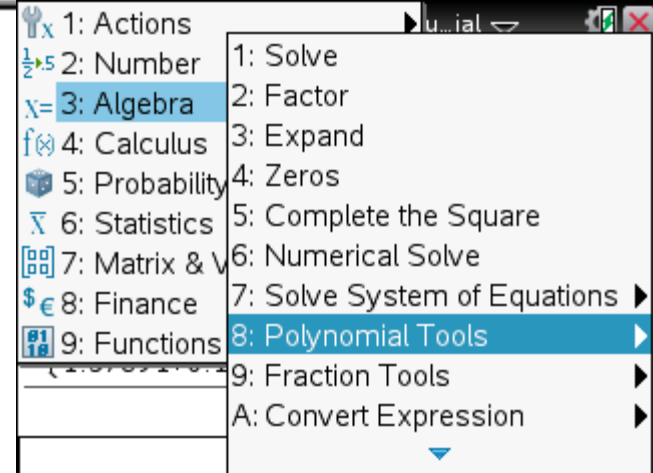 1: Actions
2: Number
3: Algebra
4: Calculus
5: Probability
6: Statistics
7: Matrix & V
8: Finance
9: Functions
u...ial
1: Solve
2: Factor
3: Expand
4: Zeros
5: Complete the Square
6: Numerical Solve
7: Solve System of Equations
8: Polynomial Tools
9: Fraction Tools
A: Convert Expression